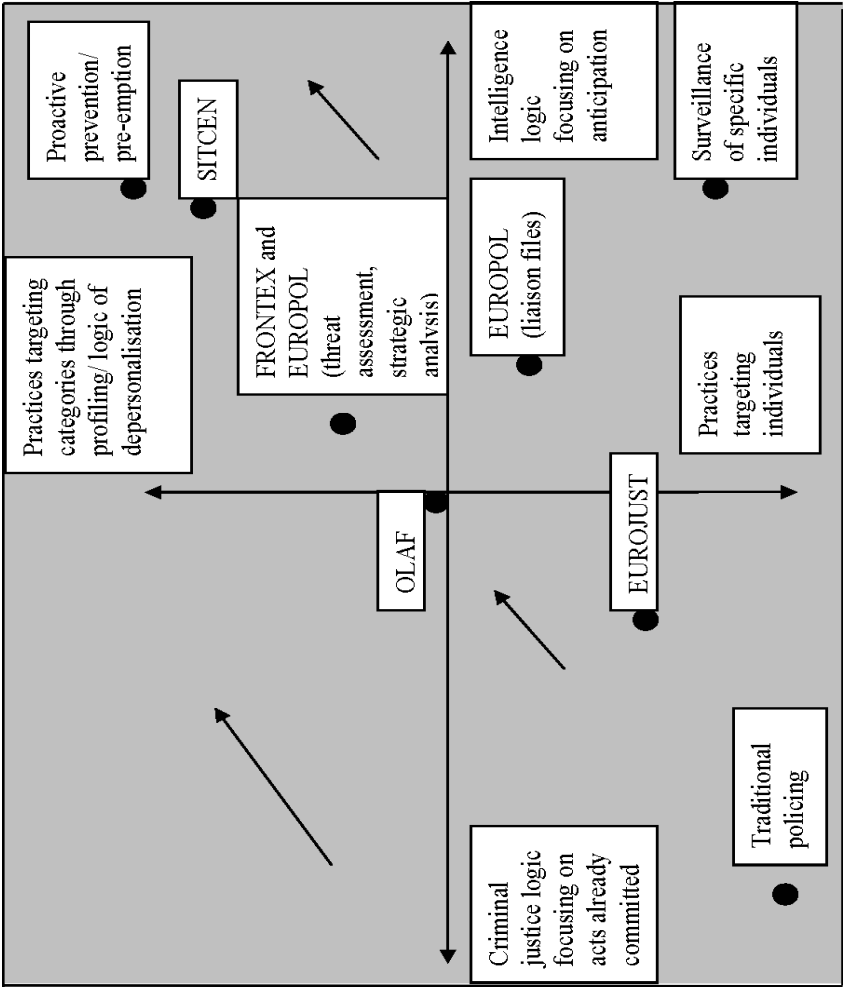 Practices targeting
categories through
profiling/ logic of
depersonalisation
Proactive
prevention/
pre-emption
SITCEN
FRONTEX and
EUROPOL
(threat
assessment,
strategic
analysis)
OLAF
Criminal
justice logic
focusing on
acts already
committed
EUROPOL
(liaison files)
Intelligence
logic
focusing on
anticipation
EUROJUST
Practices
targeting
individuals
Surveillance
of specific
individuals
Traditional
policing